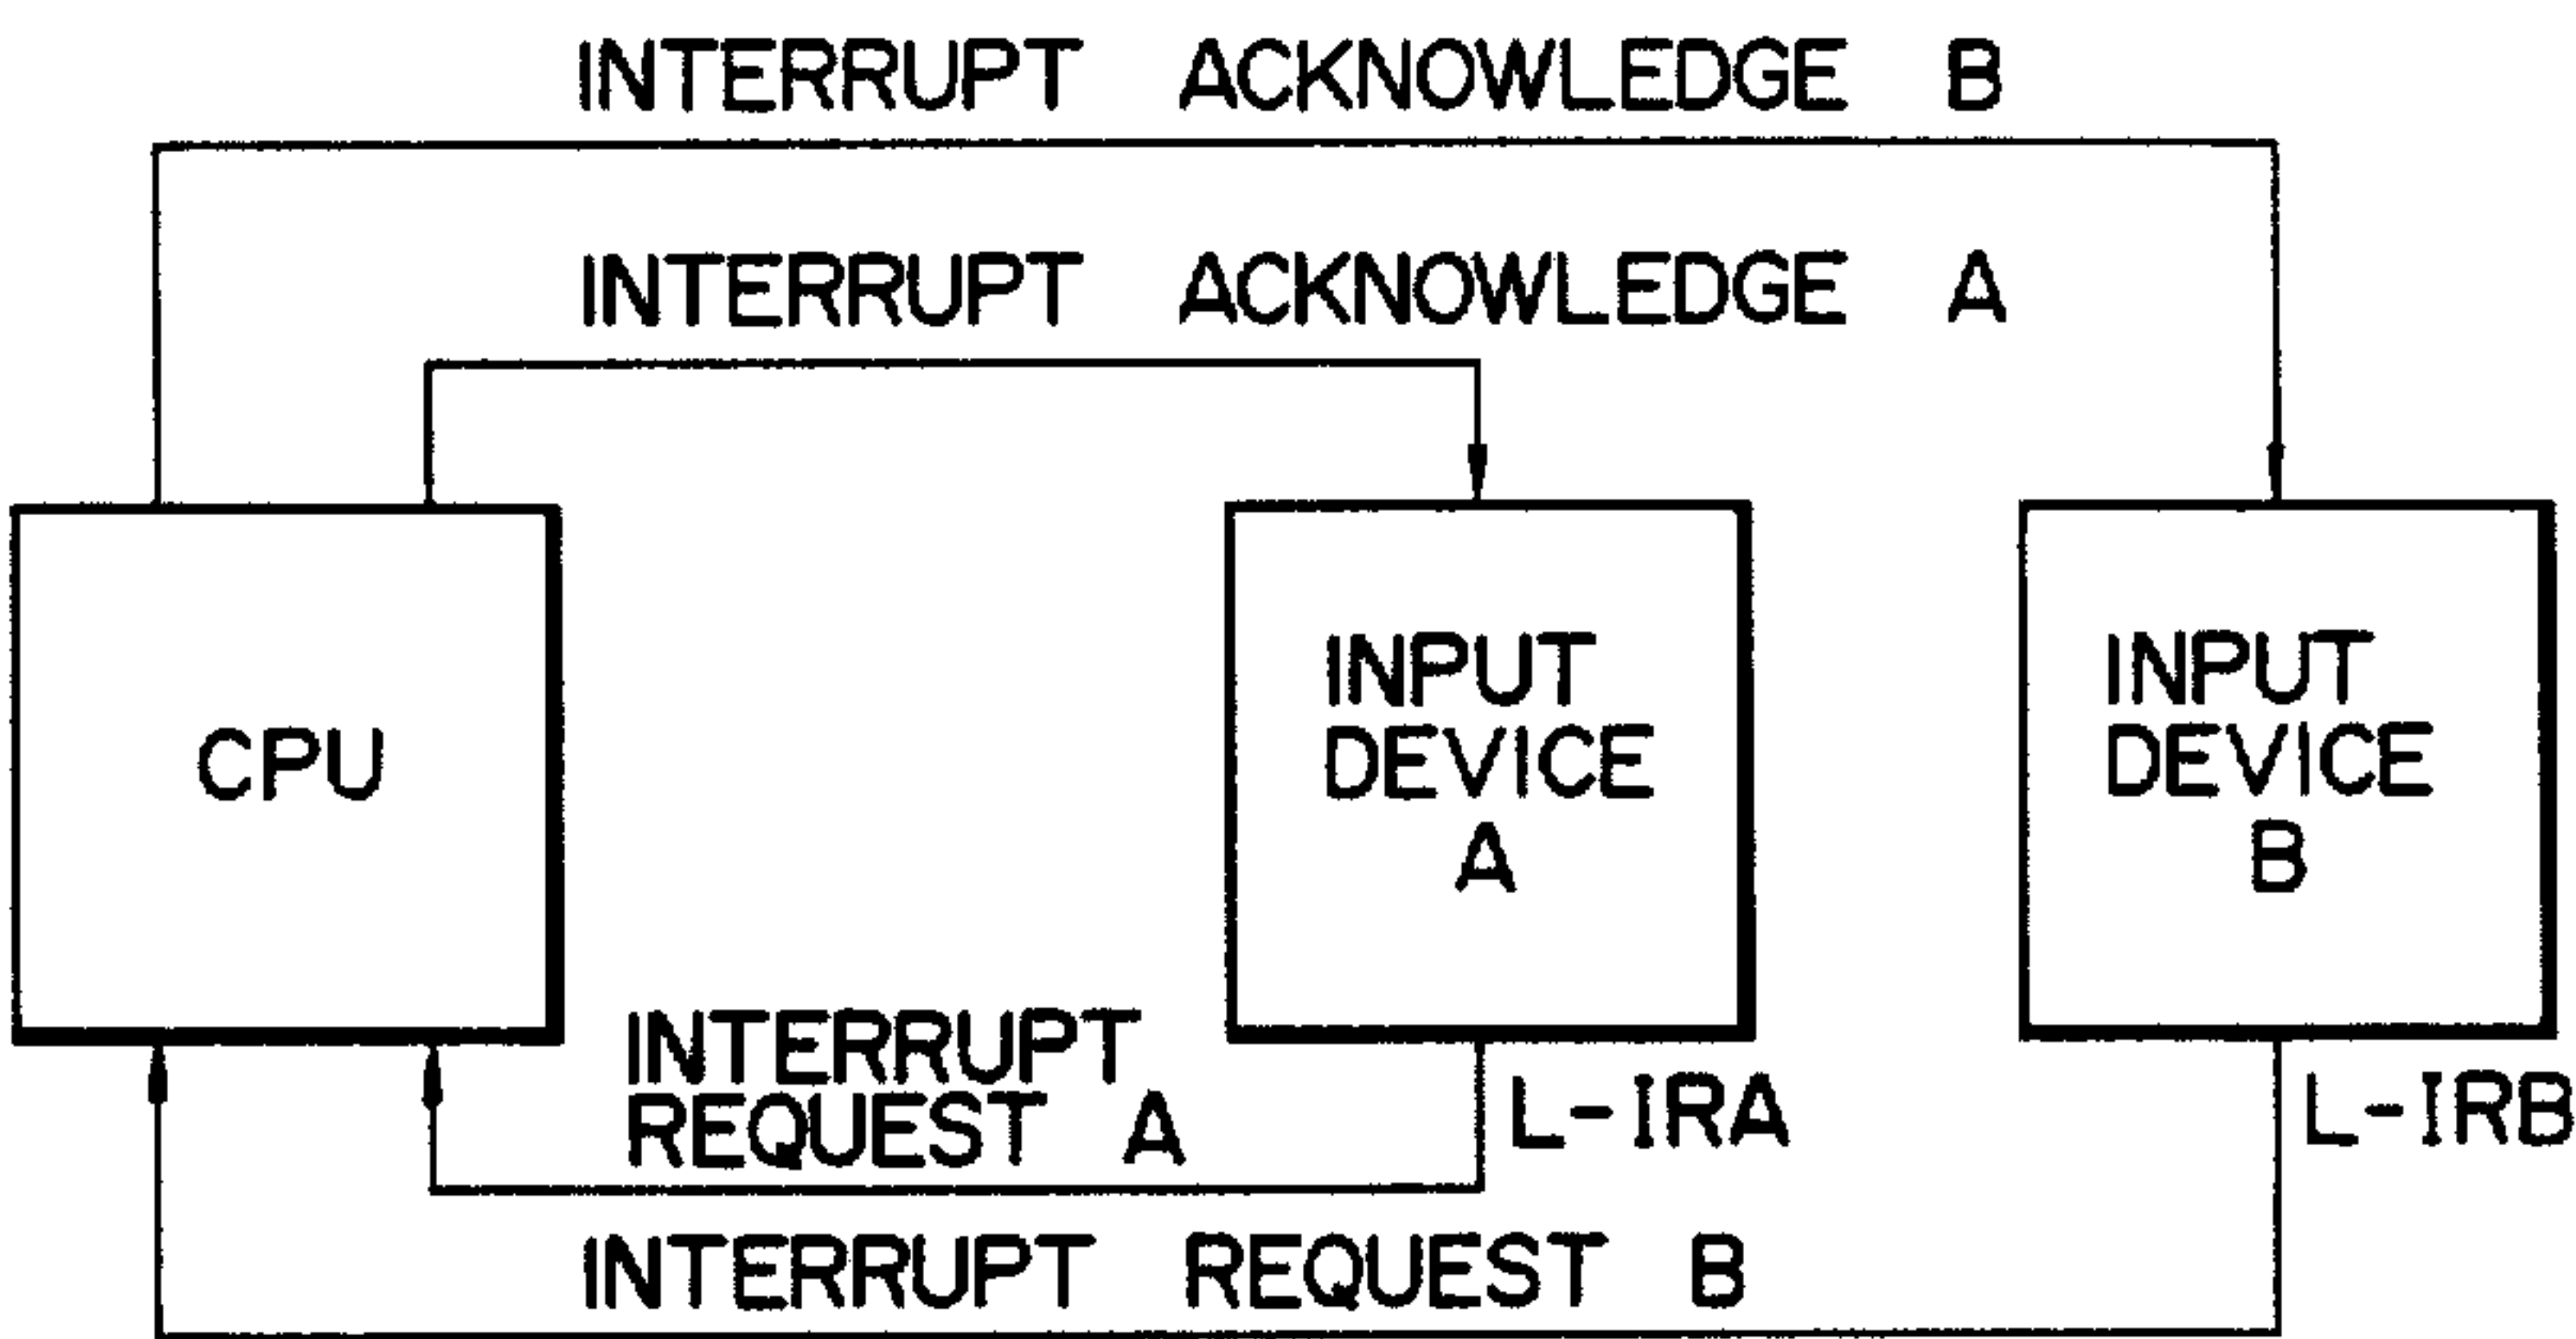 INTERRUPT ACKNOWLEDGE B
INTERRUPT ACKNOWLEDGE A
CPU
INPUT
DEVICE
A
INPUT
DEVICE
B
INTERRUPT
REQUEST A
L-IRA
L-IRB
INTERRUPT REQUEST B